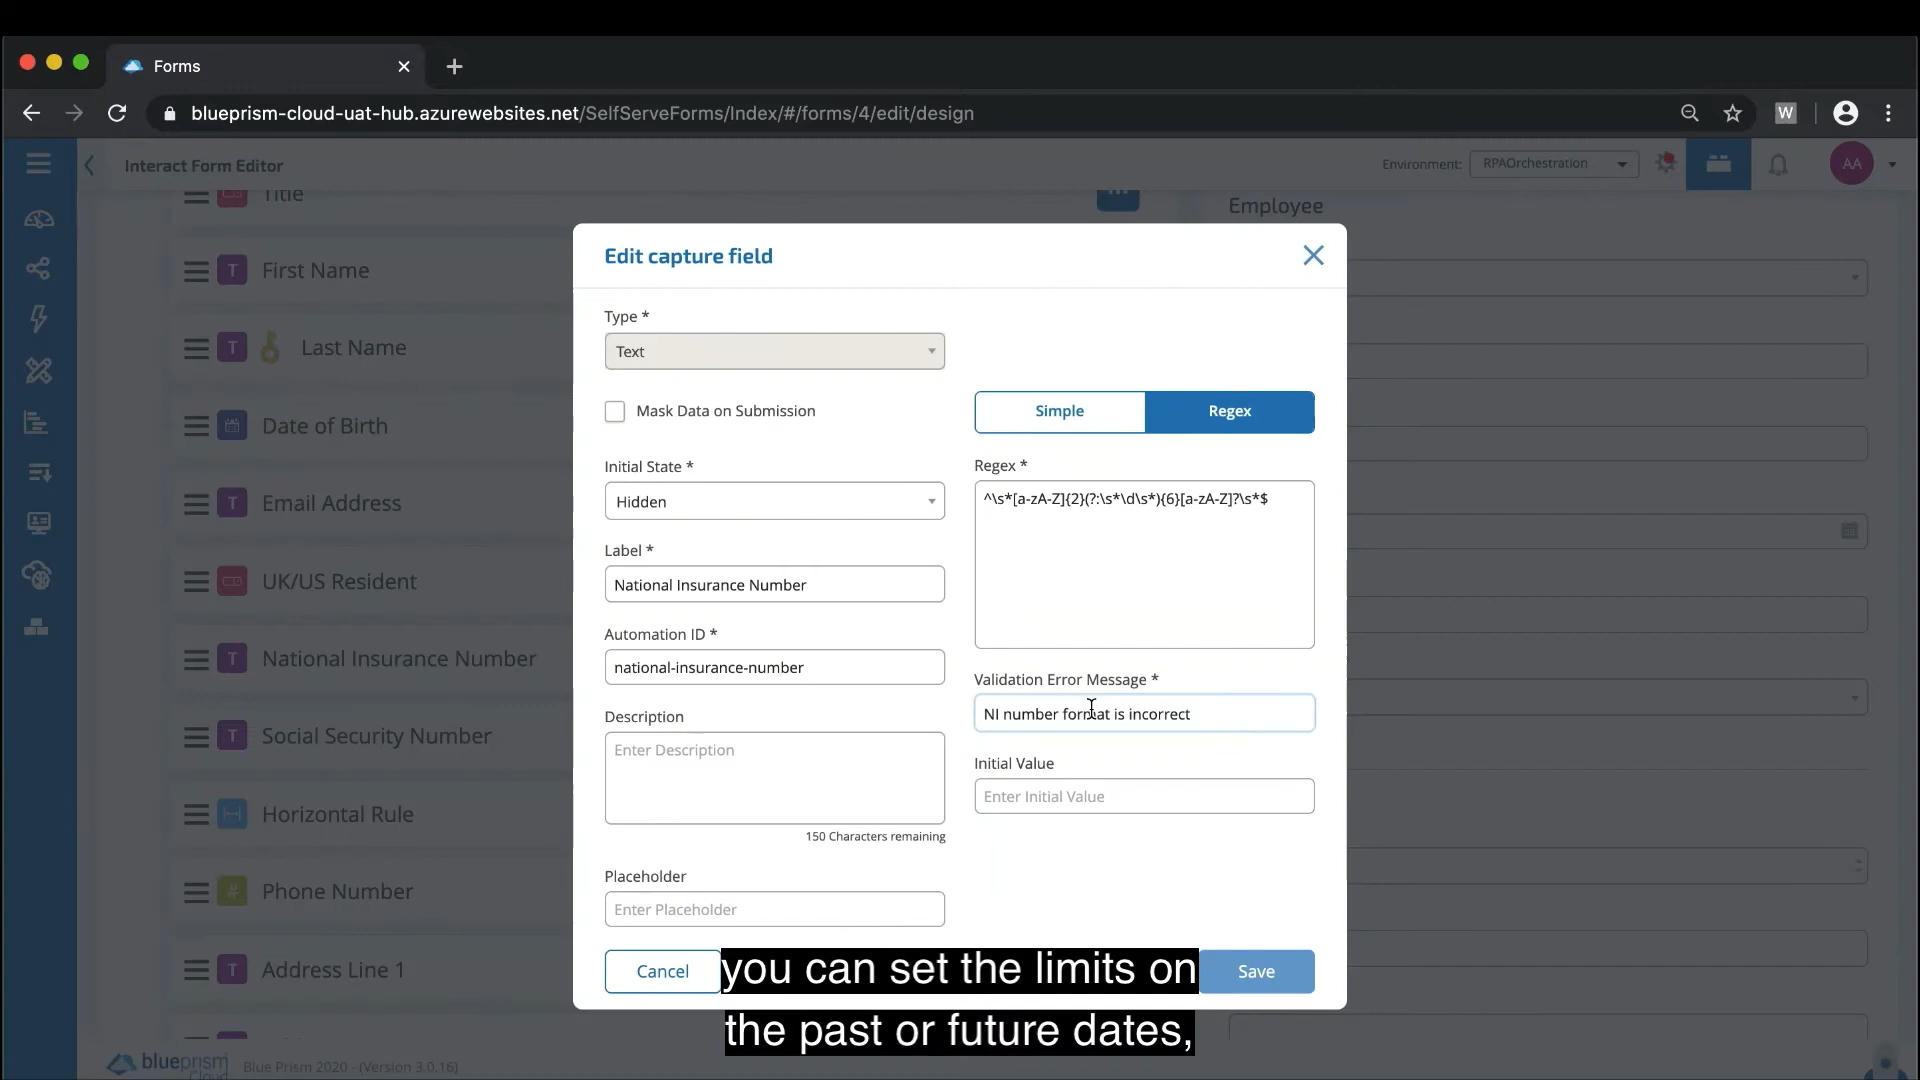 Forms
blueprism-cloud-uat-hub.azurewebsites.net/SelfServeForms/Index/#/forms/4/edit/design
W
Interact Form Editor
Environment:
RPAOrchestration
AA
Title
Employee
T First Name
T Last Name
Date of Birth
T Email Address
UK/US Resident
T National Insurance Number
T Social Security Number
Horizontal Rule
# Phone Number
T Address Line 1
Edit capture field
Type *
Text
Mask Data on Submission
Simple
Regex
Initial State *
Hidden
Regex *
^\s*[a-zA-Z]{2}(?:\s*\d\s*){6}[a-zA-Z]?\s*$
Label *
National Insurance Number
Automation ID *
national-insurance-number
Validation Error Message *
NI number format is incorrect
Description
Enter Description
150 Characters remaining
Initial Value
Enter Initial Value
Placeholder
Enter Placeholder
Cancel
Save
you can set the limits on
the past or future dates,
blueprism
Cloud
Blue Prism 2020 - (Version 3.0.16)